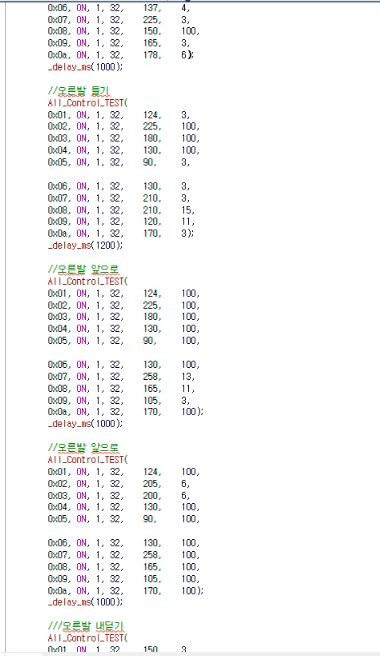 0x06, ON, 1, 32, 137, 4,
0x07, ON, 1, 32, 225, 3,
0x08, ON, 1, 32, 150, 100,
0x09, ON, 1, 32, 165, 3,
0x0a, ON, 1, 32, 178, 6);
_delay_ms(1000);
//오른발 들기
All_Control_TEST(
0x01, ON, 1, 32, 124, 3,
0x02, ON, 1, 32, 225, 100,
0x03, ON, 1, 32, 180, 100,
0x04, ON, 1, 32, 130, 100,
0x05, ON, 1, 32, 90, 3,
0x06, ON, 1, 32, 130, 3,
0x07, ON, 1, 32, 210, 3,
0x08, ON, 1, 32, 210, 15,
0x09, ON, 1, 32, 120, 11,
0x0a, ON, 1, 32, 170, 3);
_delay_ms(1200);
//오른발 앞으로
All_Control_TEST(
0x01, ON, 1, 32, 124, 100,
0x02, ON, 1, 32, 225, 100,
0x03, ON, 1, 32, 180, 100,
0x04, ON, 1, 32, 130, 100,
0x05, ON, 1, 32, 90, 100,
0x06, ON, 1, 32, 130, 100,
0x07, ON, 1, 32, 258, 13,
0x08, ON, 1, 32, 165, 11,
0x09, ON, 1, 32, 105, 3,
0x0a, ON, 1, 32, 170, 100);
_delay_ms(1000);
//오른발 앞으로
All_Control_TEST(
0x01, ON, 1, 32, 124, 100,
0x02, ON, 1, 32, 205, 6,
0x03, ON, 1, 32, 200, 6,
0x04, ON, 1, 32, 130, 100,
0x05, ON, 1, 32, 90, 100,
0x06, ON, 1, 32, 130, 100,
0x07, ON, 1, 32, 258, 100,
0x08, ON, 1, 32, 165, 100,
0x09, ON, 1, 32, 105, 100,
0x0a, ON, 1, 32, 170, 100);
_delay_ms(1000);
///오른발 내딛기
All_Control_TEST(
0x01, ON, 1, 32, 150, 3,